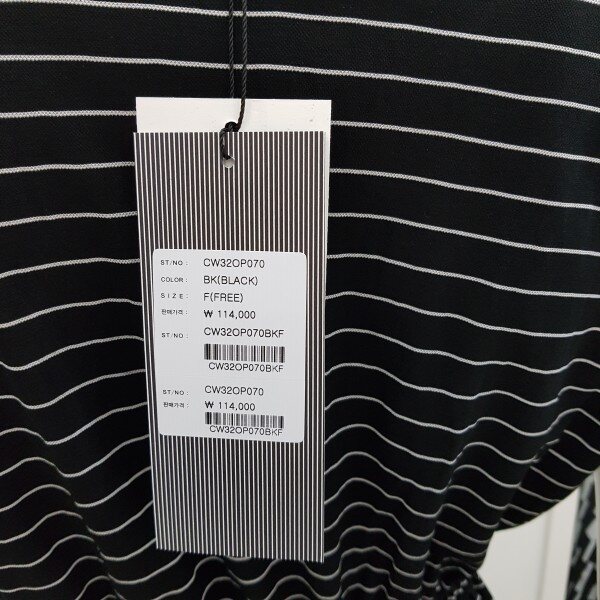 ST/NO : CW32OP070
COLOR : BK(BLACK)
SIZE : F(FREE)
판매가격 : ₩ 114,000
ST/NO : CW32OP070BKF
CW32OP070BKF
ST/NO : CW32OP070
판매가격 : ₩ 114,000
CW32OP070BKF